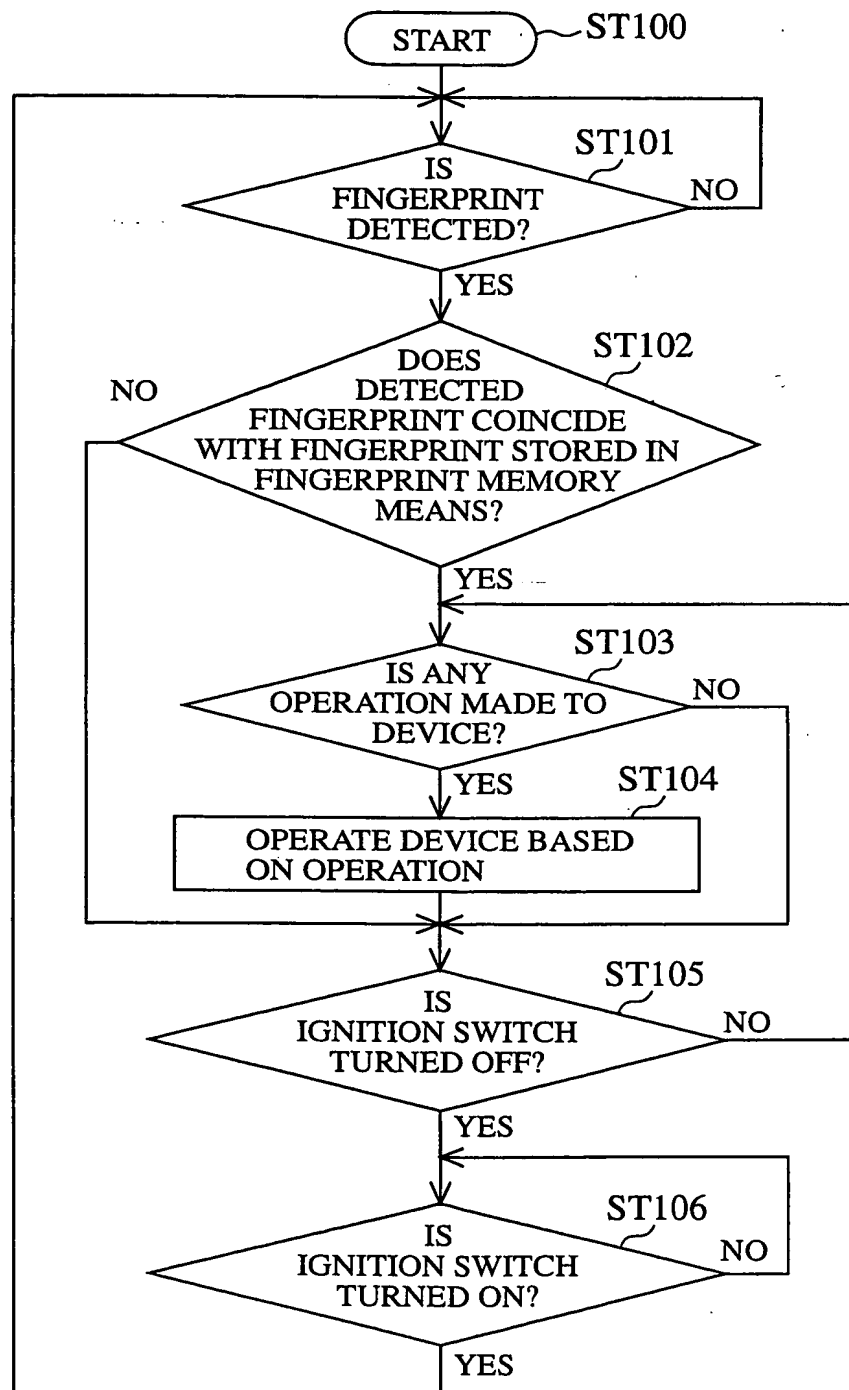 START
ST100
ST101
IS
FINGERPRINT
DETECTED?
NO
YES
ST102
NO
DOES
DETECTED
FINGERPRINT COINCIDE
WITH FINGERPRINT STORED IN
FINGERPRINT MEMORY
MEANS?
YES
ST103
IS ANY
OPERATION MADE TO
DEVICE?
NO
YES
ST104
OPERATE DEVICE BASED
ON OPERATION
ST105
IS
IGNITION SWITCH
TURNED OFF?
NO
YES
ST106
IS
IGNITION SWITCH
TURNED ON?
NO
YES